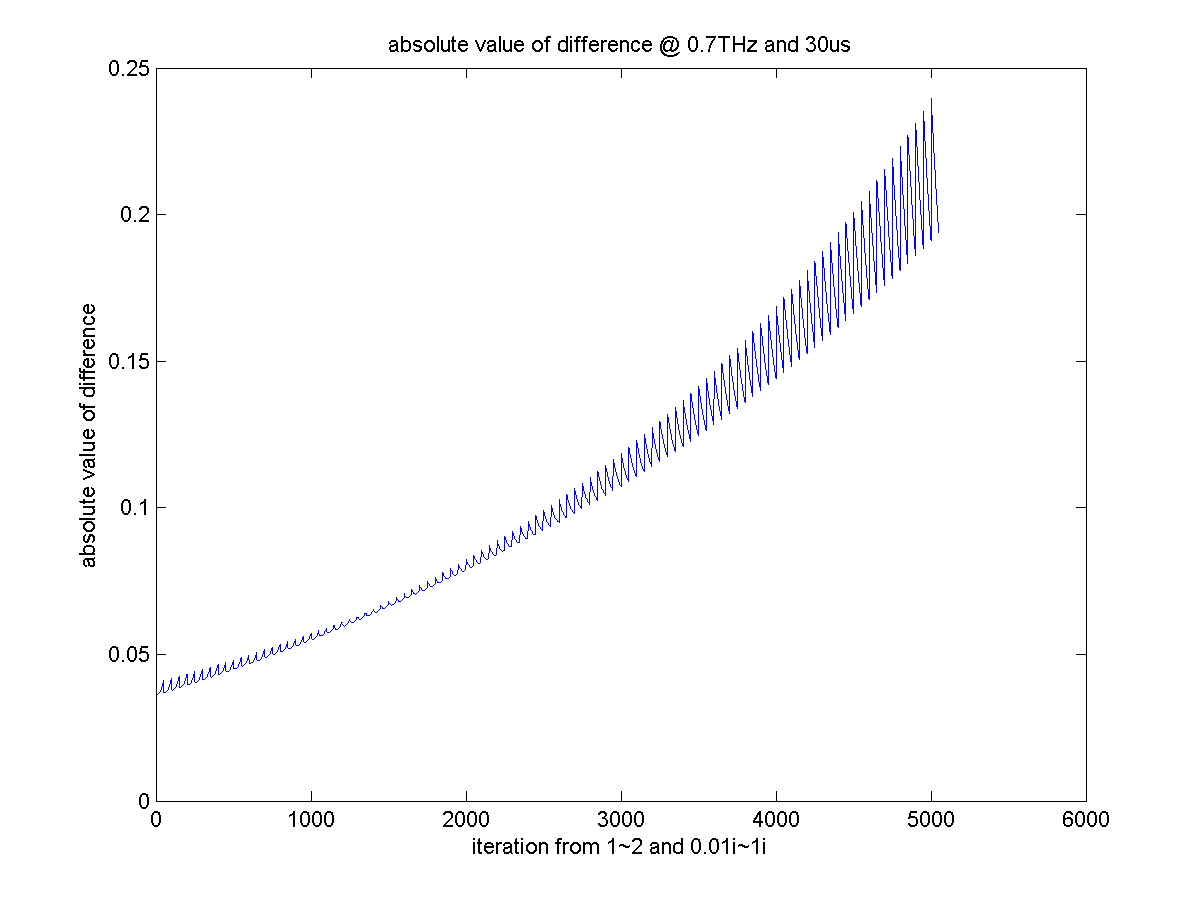 absolute value of difference @ 0.7THz and 30us
0.25
0.2
0.15
0.1
0.05
0
absolute value of difference
0 1000 2000 3000 4000 5000 6000
iteration from 1~2 and 0.01i~1i